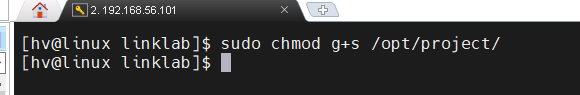 2. 192.168.56.101
[hv@linux linklab]$ sudo chmod g+s /opt/project/
[hv@linux linklab]$